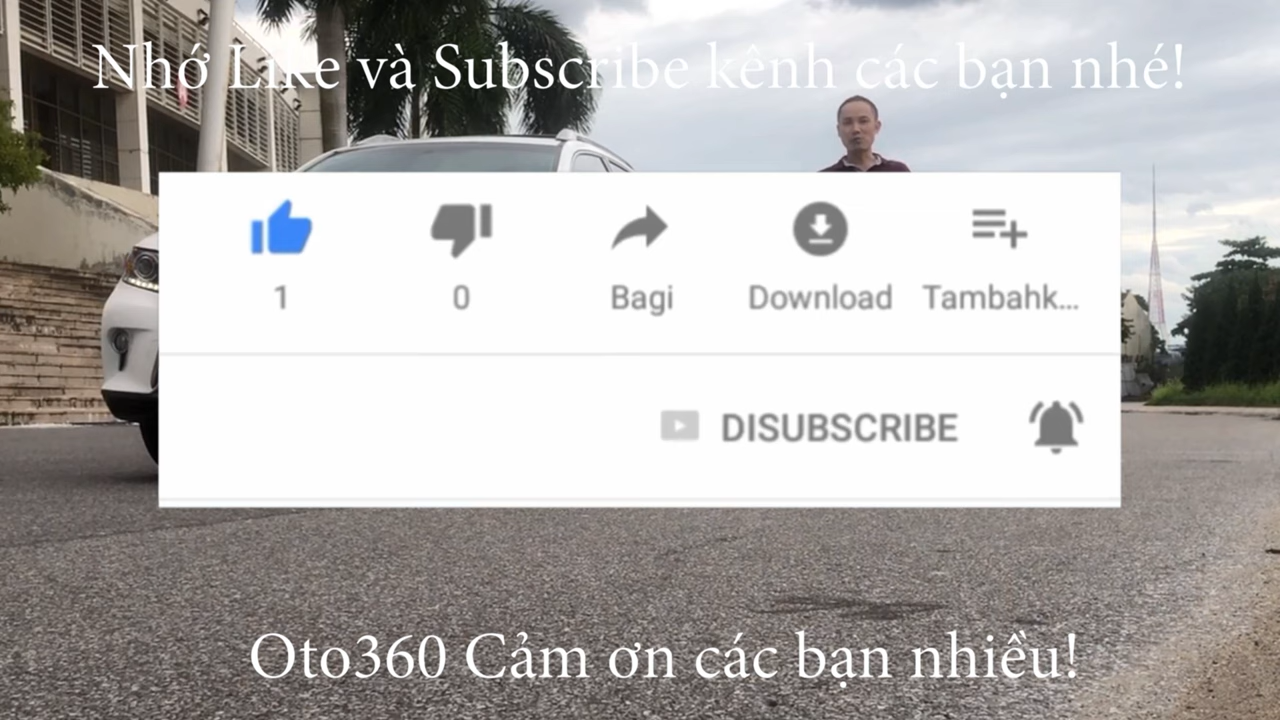 Nhớ Like và Subscribe kênh các bạn nhé!
1 0 Bagi Download Tambahk...
DISUBSCRIBE
Oto360 Cảm ơn các bạn nhiều!